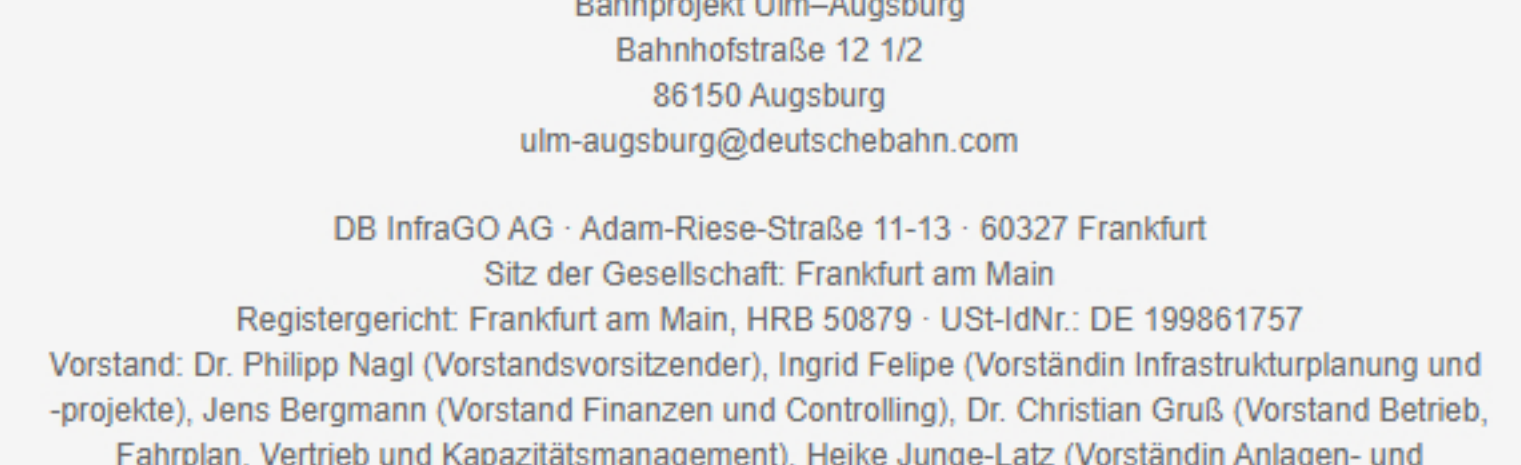 Bahnprojekt Ulm–Augsburg
Bahnhofstraße 12 1/2
86150 Augsburg
ulm-augsburg@deutschebahn.com
DB InfraGO AG · Adam-Riese-Straße 11-13 · 60327 Frankfurt
Sitz der Gesellschaft: Frankfurt am Main
Registergericht: Frankfurt am Main, HRB 50879 · USt-IdNr.: DE 199861757
Vorstand: Dr. Philipp Nagl (Vorstandsvorsitzender), Ingrid Felipe (Vorständin Infrastrukturplanung und
-projekte), Jens Bergmann (Vorstand Finanzen und Controlling), Dr. Christian Gruß (Vorstand Betrieb,
Fahrplan, Vertrieb und Kapazitätsmanagement), Heike Junge-Latz (Vorständin Anlagen- und